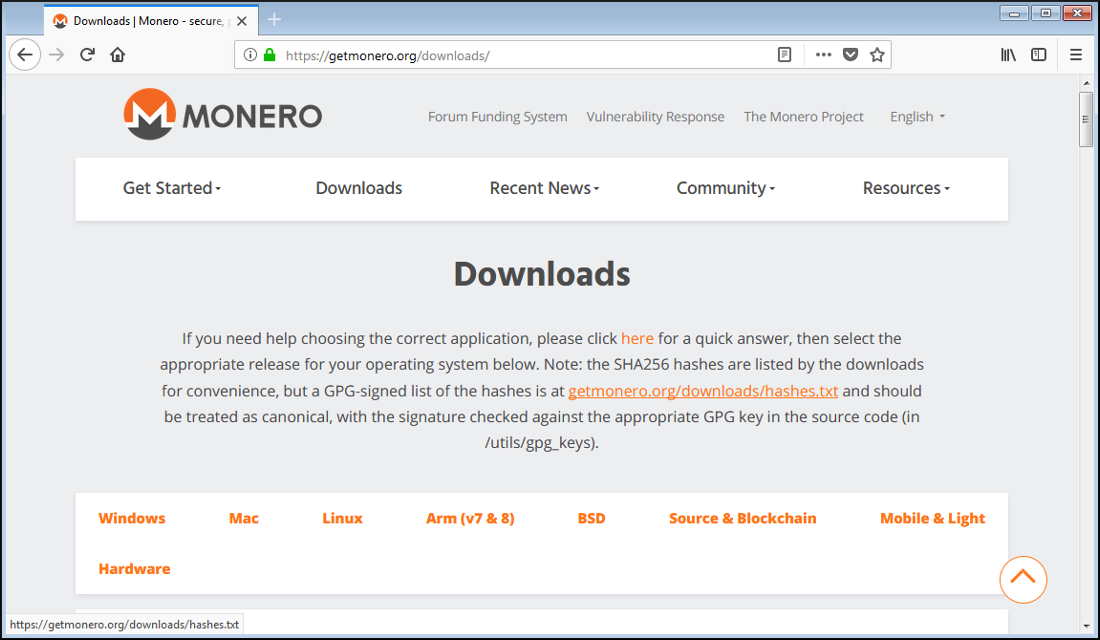 Downloads | Monero - secure,
https://getmonero.org/downloads/
MONERO
Forum Funding System Vulnerability Response The Monero Project English
Get Started Downloads Recent News Community Resources
Downloads
If you need help choosing the correct application, please click here for a quick answer, then select the
appropriate release for your operating system below. Note: the SHA256 hashes are listed by the downloads
for convenience, but a GPG-signed list of the hashes is at getmonero.org/downloads/hashes.txt and should
be treated as canonical, with the signature checked against the appropriate GPG key in the source code (in
/utils/gpg_keys).
Windows Mac Linux Arm (v7 & 8) BSD Source & Blockchain Mobile & Light
Hardware
https://getmonero.org/downloads/hashes.txt